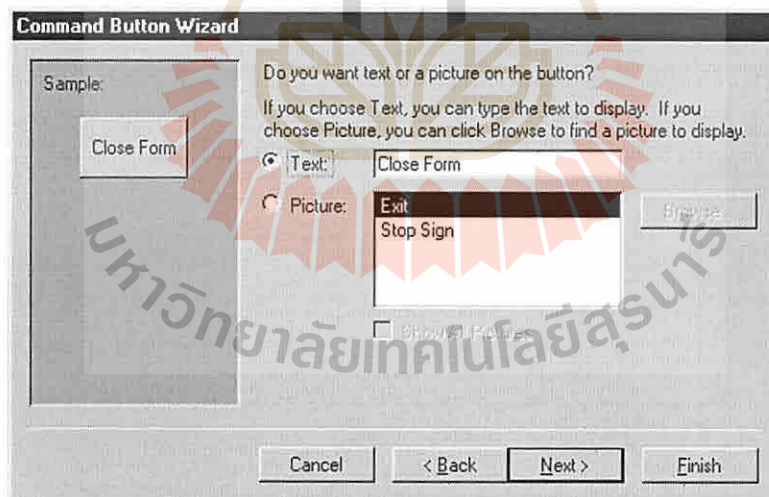 Command Button Wizard
Sample:
Close Form
Do you want text or a picture on the button?
If you choose Text, you can type the text to display. If you
choose Picture, you can click Browse to find a picture to display.
Text:
Close Form
Picture:
Exit
Stop Sign
Browse...
Show All Pictures
มหาวิทยาลัยเทคโนโลยีสุรนารี
Cancel
< Back
Next >
Finish